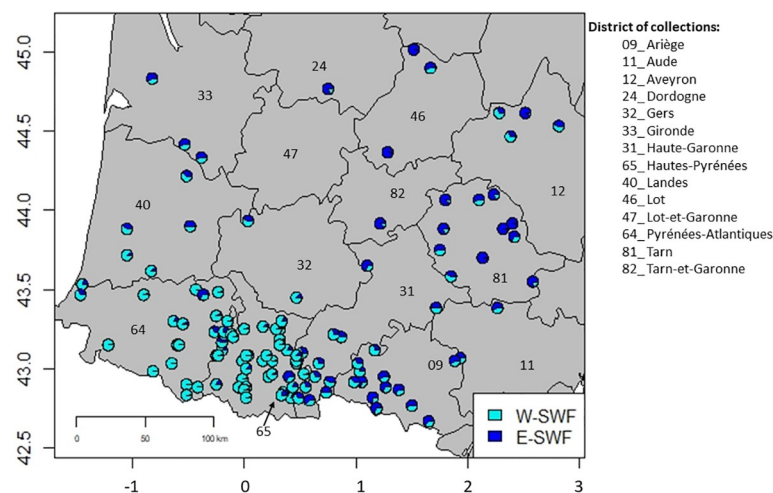 District of collections:
09_ Ariège
11_ Aude
12_ Aveyron
24_ Dordogne
32_ Gers
33_ Gironde
31_ Haute-Garonne
65_ Hautes-Pyrénées
40_ Landes
46_ Lot
47_ Lot-et-Garonne
64_ Pyrénées-Atlantiques
81_ Tarn
82_ Tarn-et-Garonne
45.0
44.5
44.0
43.5
43.0
42.5
24
33
46
47
12
82
40
32
81
31
64
09
11
65
0 50 100 km
W-SWF
E-SWF
-1 0 1 2 3